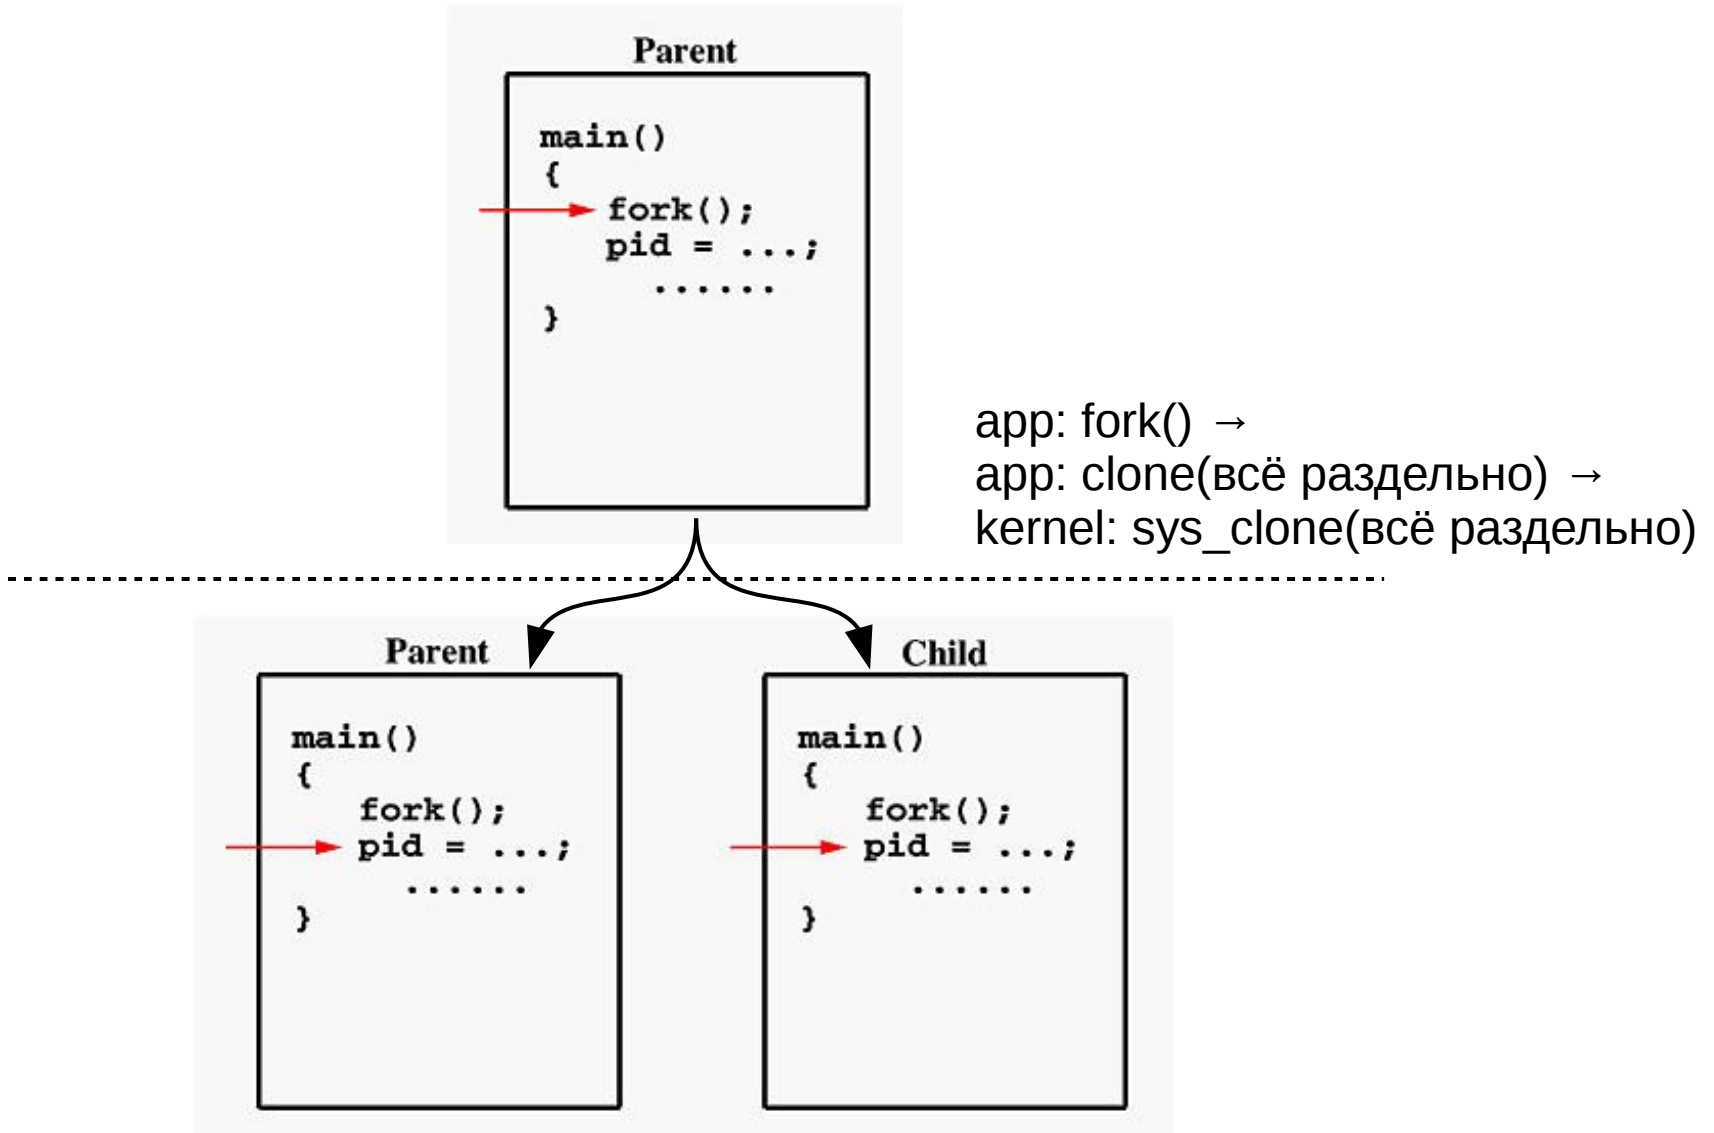 Parent
main()
{
fork();
pid = ...;
......
}
app: fork() →
app: clone(всё раздельно) →
kernel: sys_clone(всё раздельно)
Parent
main()
{
fork();
pid = ...;
......
}
Child
main()
{
fork();
pid = ...;
......
}